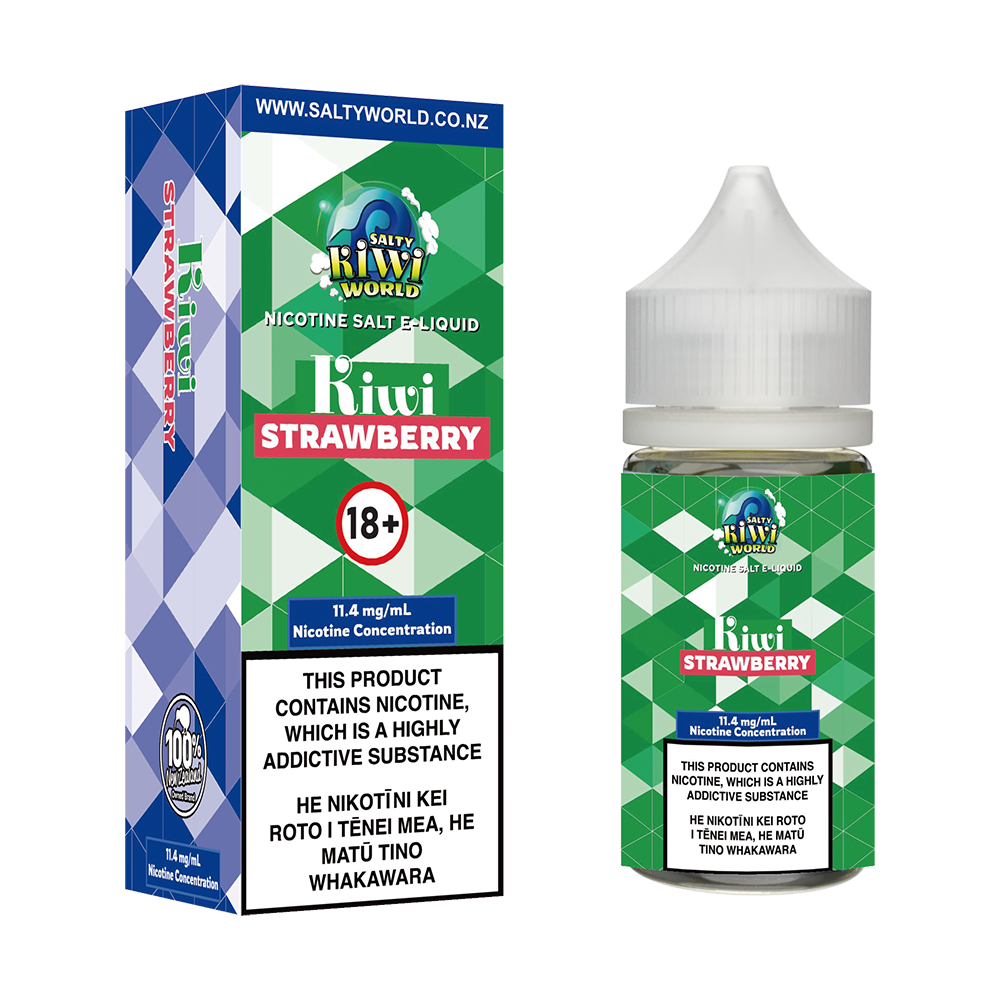 WWW.SALTYWORLD.CO.NZ
SALTY
KiWi
WORLD
NICOTINE SALT E-LIQUID
Kiwi
STRAWBERRY
18+
11.4 mg/mL
Nicotine Concentration
THIS PRODUCT
CONTAINS NICOTINE,
WHICH IS A HIGHLY
ADDICTIVE SUBSTANCE
HE NIKOTĪNI KEI
ROTO I TĒNEI MEA, HE
MATŪ TINO
WHAKAWARA
Kiwi
STRAWBERRY
100%
New Zealand
(Owned Brand)
11.4 mg/mL
Nicotine Concentration
SALTY
KiWi
WORLD
NICOTINE SALT E-LIQUID
Kiwi
STRAWBERRY
11.4 mg/mL
Nicotine Concentration
THIS PRODUCT CONTAINS
NICOTINE, WHICH IS A HIGHLY
ADDICTIVE SUBSTANCE
HE NIKOTĪNI KEI ROTO
I TĒNEI MEA, HE MATŪ
TINO WHAKAWARA